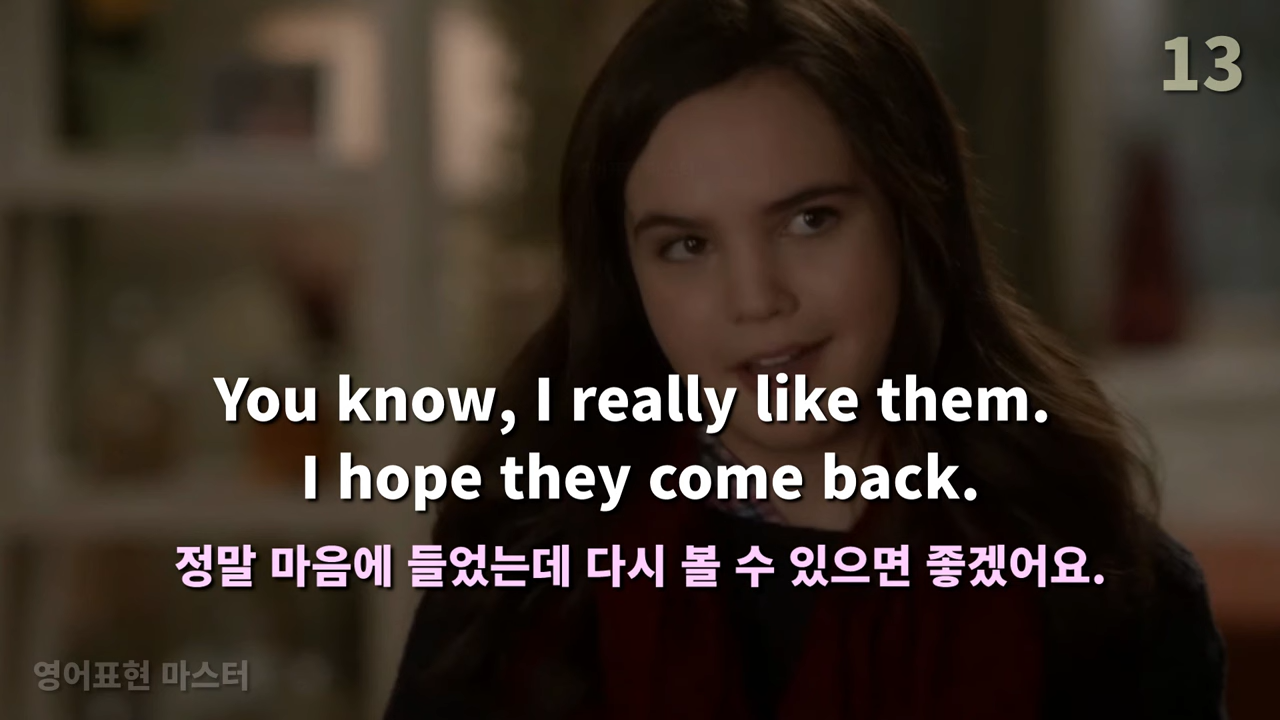 13
You know, I really like them.
I hope they come back.
정말 마음에 들었는데 다시 볼 수 있으면 좋겠어요.
영어표현 마스터